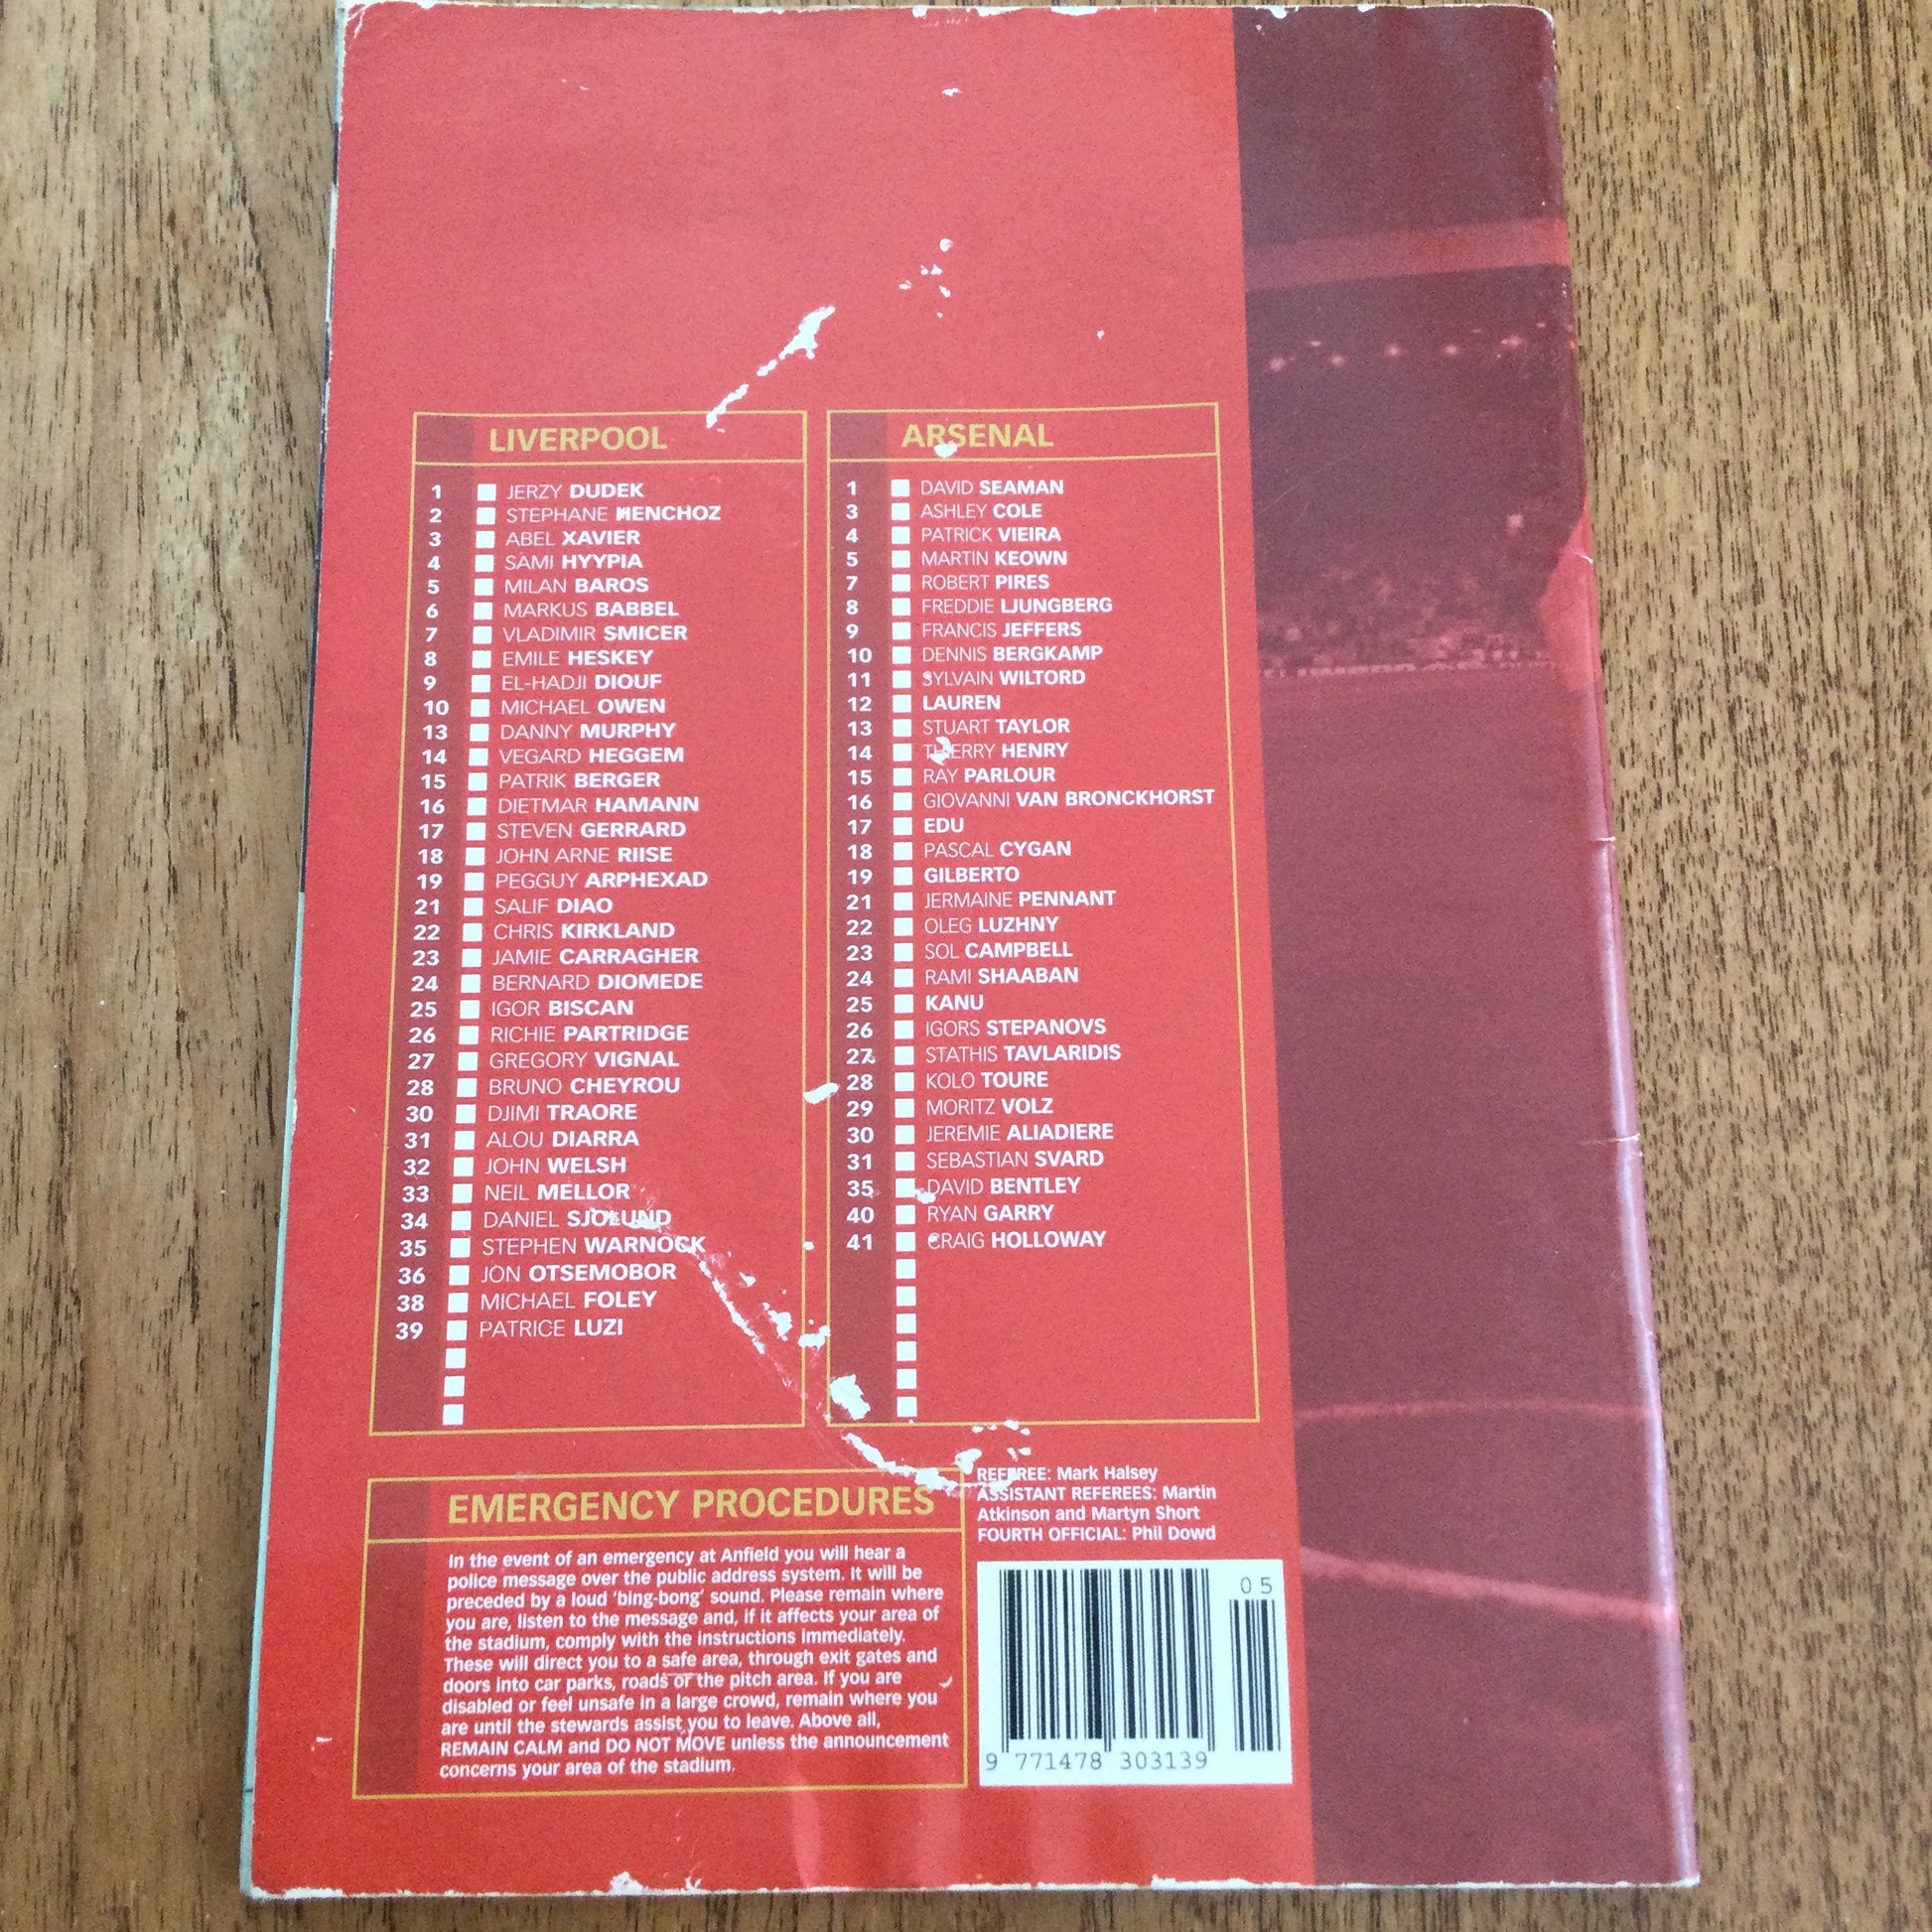 LIVERPOOL
1 JERZY DUDEK
2 STEPHANE HENCHOZ
3 ABEL XAVIER
4 SAMI HYYPIA
5 MILAN BAROS
6 MARKUS BABBEL
7 VLADIMIR SMICER
8 EMILE HESKEY
9 EL-HADJI DIOUF
10 MICHAEL OWEN
13 DANNY MURPHY
14 VEGARD HEGGEM
15 PATRIK BERGER
16 DIETMAR HAMANN
17 STEVEN GERRARD
18 JOHN ARNE RIISE
19 PEGGUY ARPHEXAD
21 SALIF DIAO
22 CHRIS KIRKLAND
23 JAMIE CARRAGHER
24 BERNARD DIOMEDE
25 IGOR BISCAN
26 RICHIE PARTRIDGE
27 GREGORY VIGNAL
28 BRUNO CHEYROU
30 DJIMI TRAORE
31 ALOU DIARRA
32 JOHN WELSH
33 NEIL MELLOR
34 DANIEL SJOLUND
35 STEPHEN WARNOCK
36 JON OTSEMOBOR
38 MICHAEL FOLEY
39 PATRICE LUZI
ARSENAL
1 DAVID SEAMAN
3 ASHLEY COLE
4 PATRICK VIEIRA
5 MARTIN KEOWN
7 ROBERT PIRES
8 FREDDIE LJUNGBERG
9 FRANCIS JEFFERS
10 DENNIS BERGKAMP
11 SYLVAIN WILTORD
12 LAUREN
13 STUART TAYLOR
14 THIERRY HENRY
15 RAY PARLOUR
16 GIOVANNI VAN BRONCKHORST
17 EDU
18 PASCAL CYGAN
19 GILBERTO
21 JERMAINE PENNANT
22 OLEG LUZHNY
23 SOL CAMPBELL
24 RAMI SHAABAN
25 KANU
26 IGORS STEPANOVS
27 STATHIS TAVLARIDIS
28 KOLO TOURE
29 MORITZ VOLZ
30 JEREMIE ALIADIERE
31 SEBASTIAN SVARD
35 DAVID BENTLEY
40 RYAN GARRY
41 CRAIG HOLLOWAY
EMERGENCY PROCEDURES
In the event of an emergency at Anfield you will hear a
police message over the public address system. It will be
preceded by a loud 'bing-bong' sound. Please remain where
you are, listen to the message and, if it affects your area of
the stadium, comply with the instructions immediately.
These will direct you to a safe area, through exit gates and
doors into car parks, roads or the pitch area. If you are
disabled or feel unsafe in a large crowd, remain where you
are until the stewards assist you to leave. Above all,
REMAIN CALM and DO NOT MOVE unless the announcement
concerns your area of the stadium.
REFEREE: Mark Halsey
ASSISTANT REFEREES: Martin
Atkinson and Martyn Short
FOURTH OFFICIAL: Phil Dowd
05
9 771478 303139